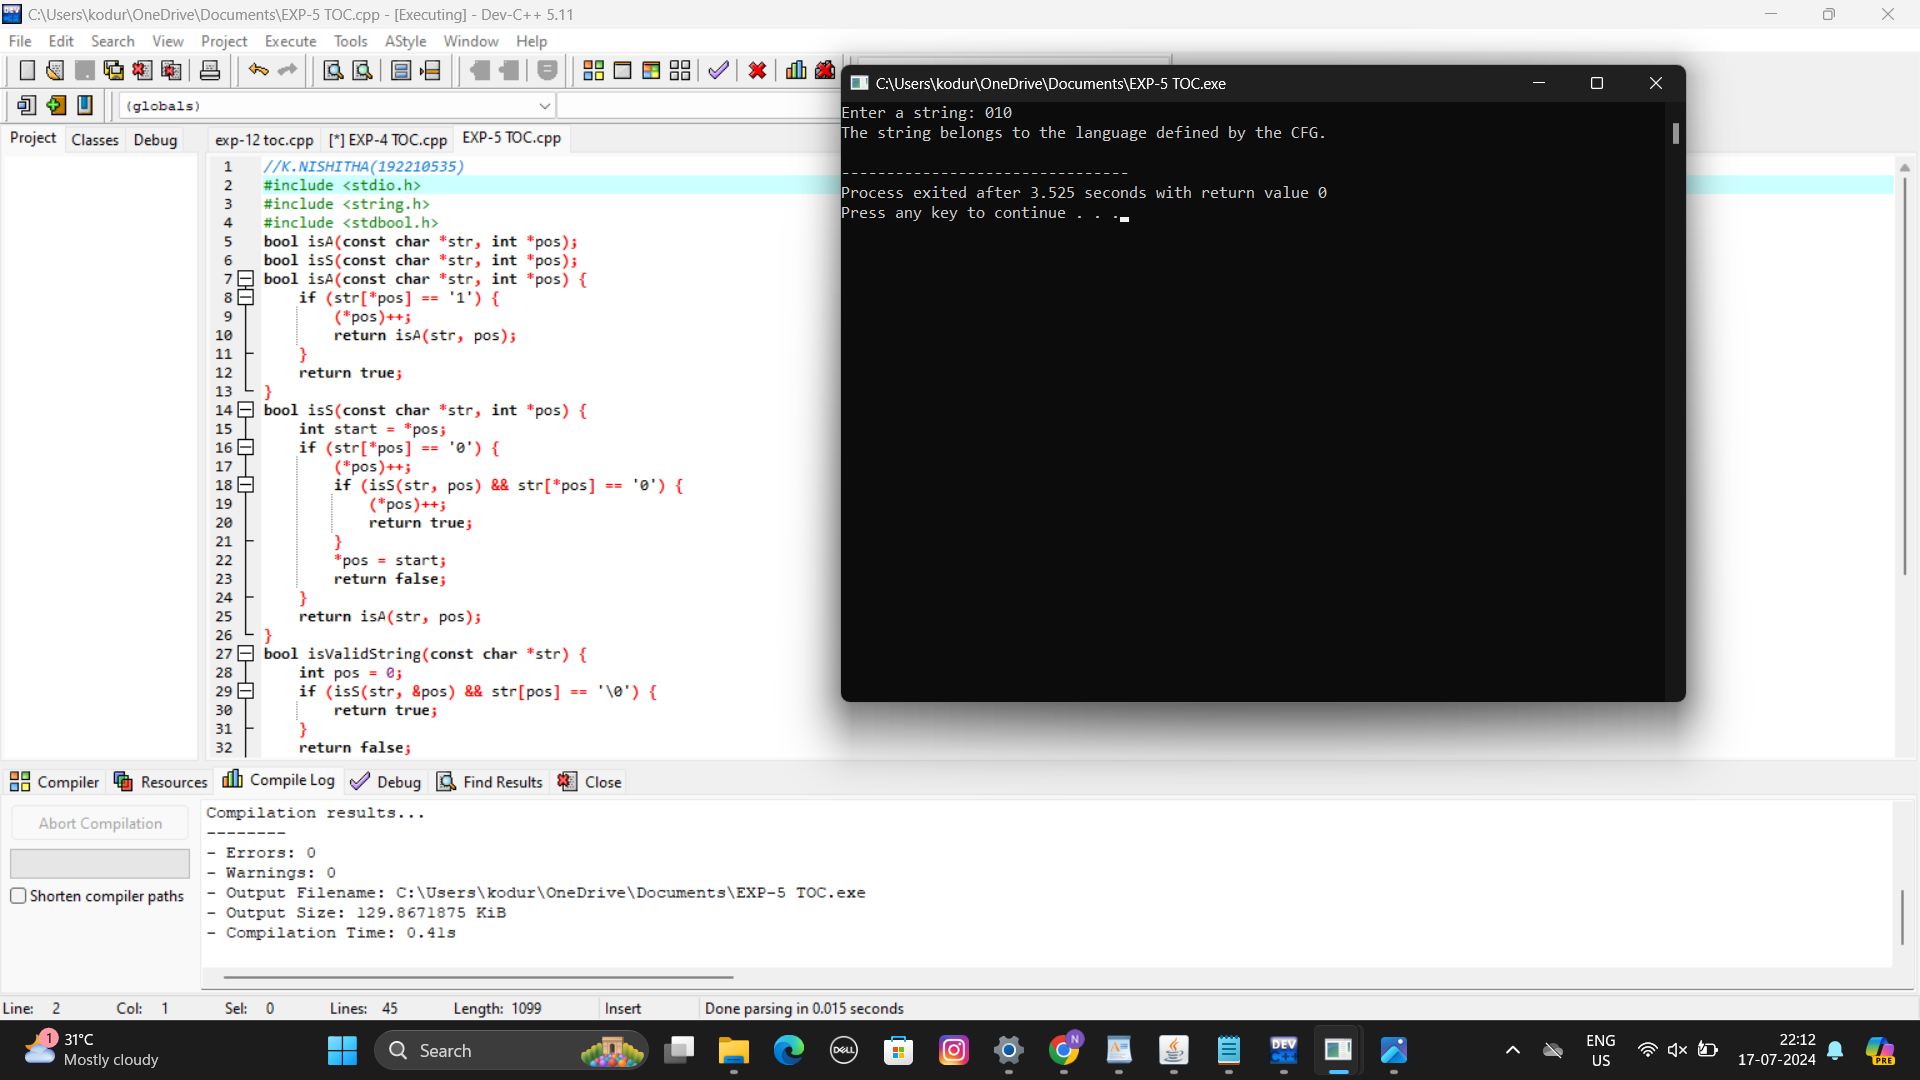 C:\Users\kodur\OneDrive\Documents\EXP-5 TOC.cpp - [Executing] - Dev-C++ 5.11
File Edit Search View Project Execute Tools AStyle Window Help
(globals)
Project Classes Debug
exp-12 toc.cpp [*] EXP-4 TOC.cpp EXP-5 TOC.cpp
1 //K.NISHITHA(192210535)
2 #include <stdio.h>
3 #include <string.h>
4 #include <stdbool.h>
5 bool isA(const char *str, int *pos);
6 bool isS(const char *str, int *pos);
7 bool isA(const char *str, int *pos) {
8 if (str[*pos] == '1') {
9 (*pos)++;
10 return isA(str, pos);
11 }
12 return true;
13 }
14 bool isS(const char *str, int *pos) {
15 int start = *pos;
16 if (str[*pos] == '0') {
17 (*pos)++;
18 if (isS(str, pos) && str[*pos] == '0') {
19 (*pos)++;
20 return true;
21 }
22 *pos = start;
23 return false;
24 }
25 return isA(str, pos);
26 }
27 bool isValidString(const char *str) {
28 int pos = 0;
29 if (isS(str, &pos) && str[pos] == '\0') {
30 return true;
31 }
32 return false;
C:\Users\kodur\OneDrive\Documents\EXP-5 TOC.exe
Enter a string: 010
The string belongs to the language defined by the CFG.
--------------------------------
Process exited after 3.525 seconds with return value 0
Press any key to continue . . .
Compiler Resources Compile Log Debug Find Results Close
Abort Compilation
Shorten compiler paths
Compilation results...
--------
- Errors: 0
- Warnings: 0
- Output Filename: C:\Users\kodur\OneDrive\Documents\EXP-5 TOC.exe
- Output Size: 129.8671875 KiB
- Compilation Time: 0.41s
Line: 2 Col: 1 Sel: 0 Lines: 45 Length: 1099 Insert Done parsing in 0.015 seconds
1
31°C
Mostly cloudy
Search
DELL
N
DEV
ENG
US
22:12
17-07-2024
PRE